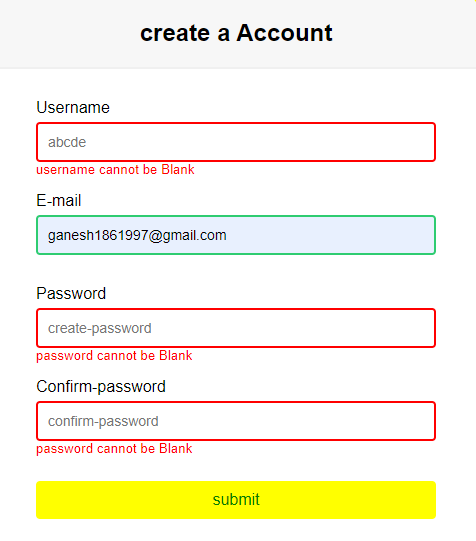 create a Account
Username
abcde
username cannot be Blank
E-mail
ganesh1861997@gmail.com
Password
create-password
password cannot be Blank
Confirm-password
confirm-password
password cannot be Blank
submit